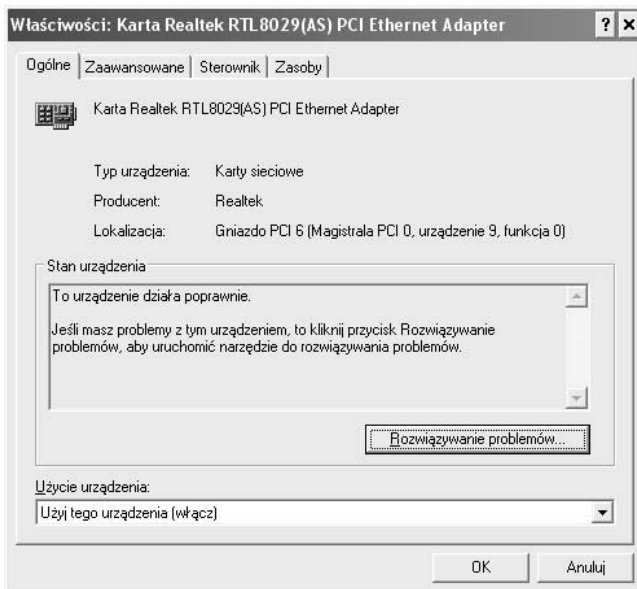 Właściwości: Karta Realtek RTL8029(AS) PCI Ethernet Adapter
Ogólne Zaawansowane Sterownik Zasoby
Karta Realtek RTL8029(AS) PCI Ethernet Adapter
Typ urządzenia: Karty sieciowe
Producent: Realtek
Lokalizacja: Gniazdo PCI 6 (Magistrala PCI 0, urządzenie 9, funkcja 0)
Stan urządzenia
To urządzenie działa poprawnie.
Jeśli masz problemy z tym urządzeniem, to kliknij przycisk Rozwiązywanie
problemów, aby uruchomić narzędzie do rozwiązywania problemów.
Rozwiązywanie problemów...
Użycie urządzenia:
Użyj tego urządzenia (włącz)
OK Anuluj